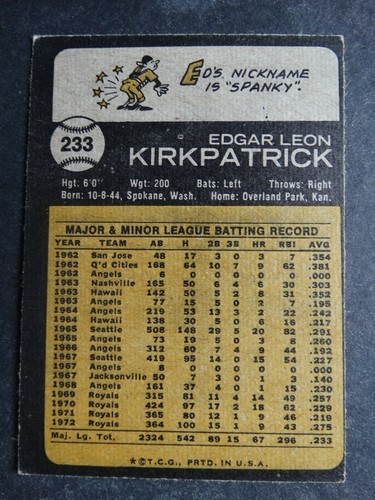 ED'S. NICKNAME
IS "SPANKY".
233
EDGAR LEON
KIRKPATRICK
Hgt. 6'0" Wgt: 200 Bats: Left Throws: Right
Born: 10-8-44, Spokane, Wash. Home: Overland Park, Kan.
MAJOR & MINOR LEAGUE BATTING RECORD
YEAR TEAM AB H 2B 3B HR RBI AVG
1962 San Jose 48 17 3 0 3 7 .354
1962 Q'd Cities 168 64 10 7 9 62 .381
1962 Angels 6 0 0 0 0 0 .000
1963 Nashville 165 50 6 4 6 30 .303
1963 Hawaii 142 50 5 2 8 31 .352
1963 Angels 77 15 5 0 2 7 .195
1964 Angels 219 53 13 3 2 22 .242
1964 Hawaii 138 30 5 0 6 16 .217
1965 Seattle 508 148 29 5 20 82 .291
1965 Angels 73 19 5 0 3 8 .260
1966 Angels 312 60 7 4 9 44 .192
1967 Seattle 419 95 14 0 15 54 .227
1967 Angels 8 0 0 0 0 0 .000
1967 Jacksonville 50 7 3 0 1 3 .140
1968 Angels 161 37 4 0 1 15 .230
1969 Royals 315 81 11 4 14 49 .257
1970 Royals 424 97 17 2 18 62 .229
1971 Royals 365 80 12 1 9 46 .219
1972 Royals 364 100 15 1 9 43 .275
Maj. Lg. Tot. 2324 542 89 15 67 296 .233
*©T.C.G., PRTD. IN U.S.A.